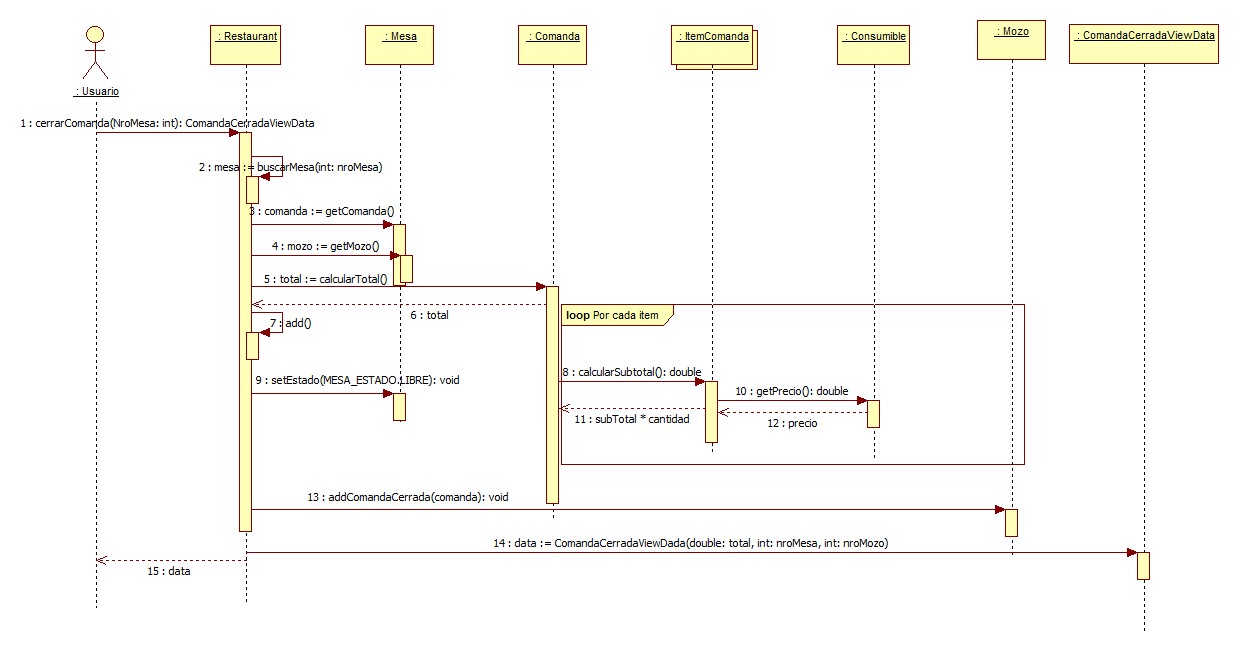 : Restaurant
: Mesa
: Comanda
: ItemComanda
: Consumible
: Mozo
: ComandaCerradaViewData
: Usuario
1 : cerrarComanda(NroMesa: int): ComandaCerradaViewData
2 : mesa := buscarMesa(int: nroMesa)
3 : comanda := getComanda()
4 : mozo := getMozo()
5 : total := calcularTotal()
6 : total
loop Por cada item
7 : add()
8 : calcularSubtotal(): double
9 : setEstado(MESA_ESTADO.LIBRE): void
10 : getPrecio(): double
11 : subTotal * cantidad
12 : precio
13 : addComandaCerrada(comanda): void
14 : data := ComandaCerradaViewDada(double: total, int: nroMesa, int: nroMozo)
15 : data